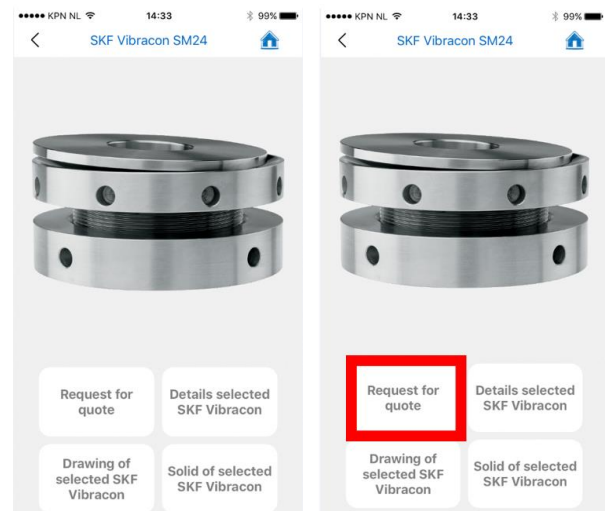 KPN NL 14:33 99%
SKF Vibracon SM24
Request for
quote
Details selected
SKF Vibracon
Drawing of
selected SKF
Vibracon
Solid of selected
SKF Vibracon
KPN NL 14:33 99%
SKF Vibracon SM24
Request for
quote
Details selected
SKF Vibracon
Drawing of
selected SKF
Vibracon
Solid of selected
SKF Vibracon